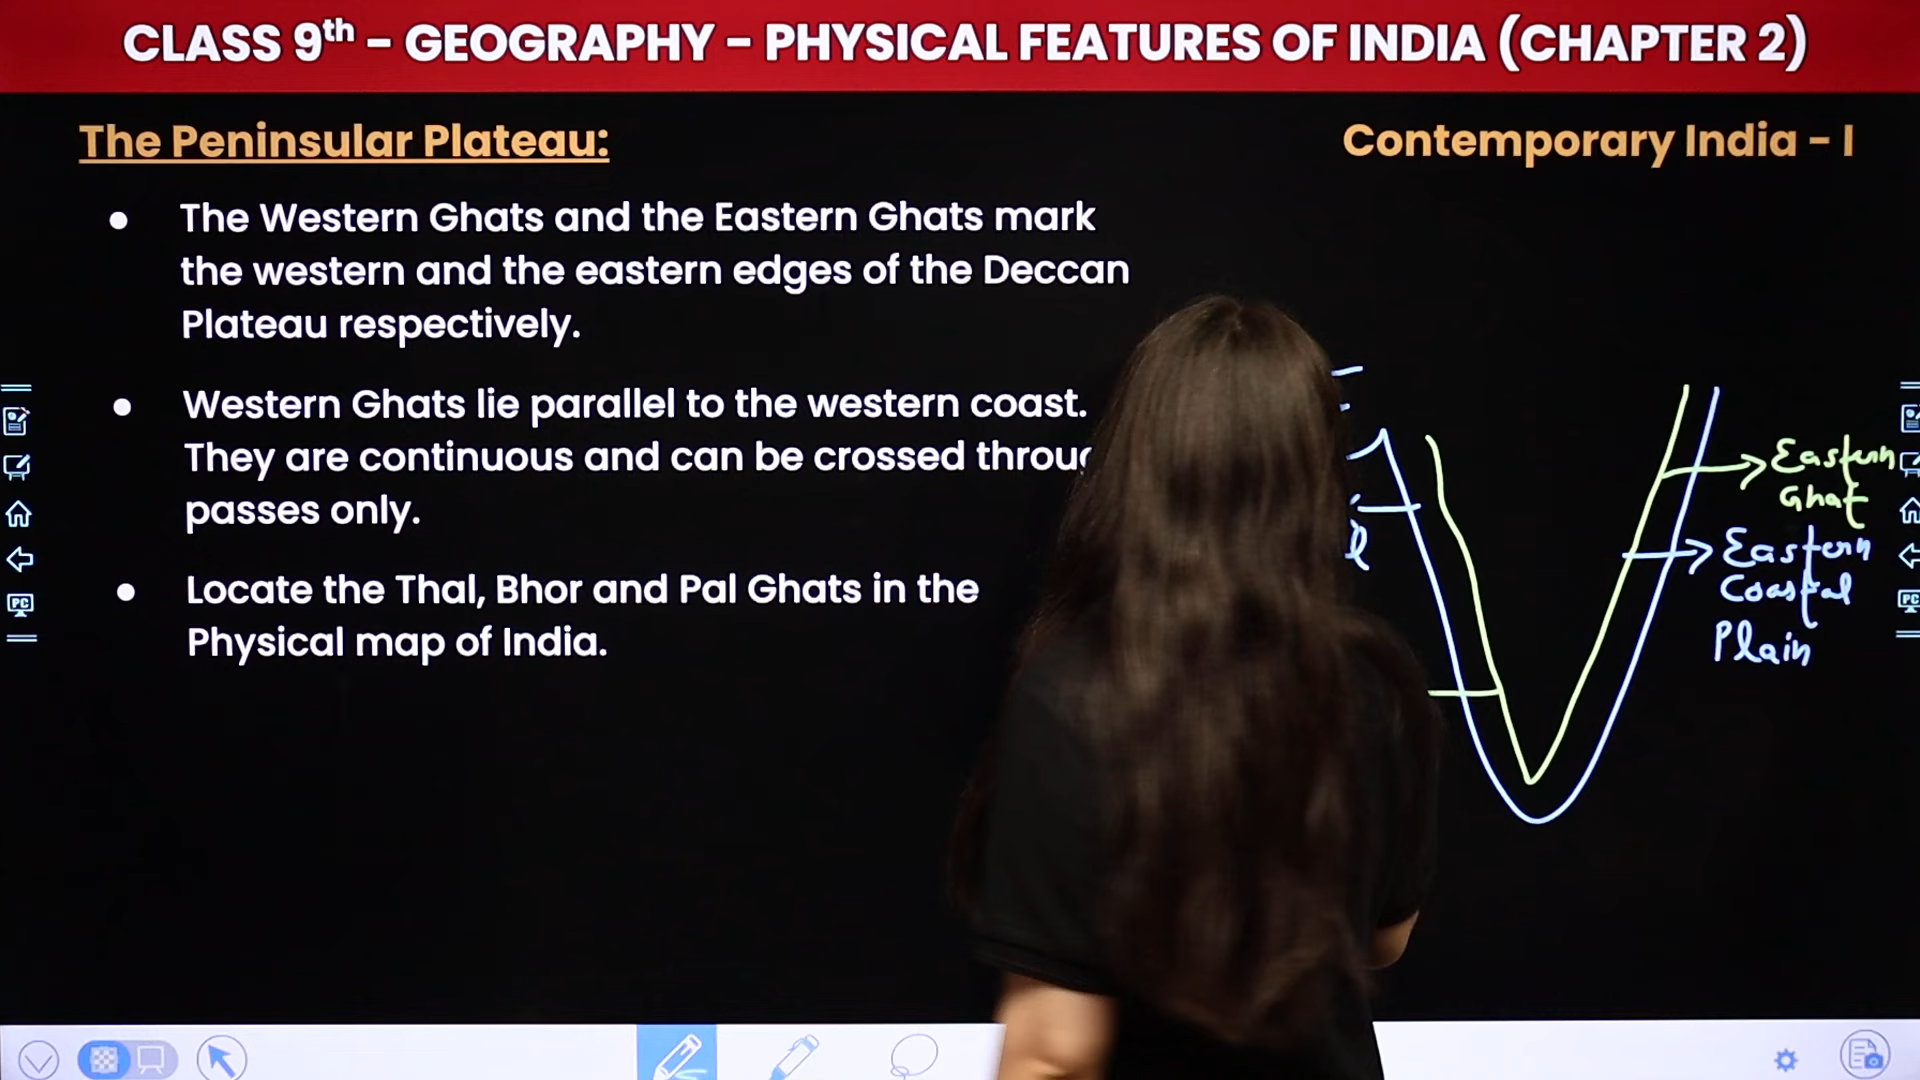 CLASS 9th - GEOGRAPHY - PHYSICAL FEATURES OF INDIA (CHAPTER 2)
The Peninsular Plateau:
Contemporary India - I
• The Western Ghats and the Eastern Ghats mark
the western and the eastern edges of the Deccan
Plateau respectively.
• Western Ghats lie parallel to the western coast.
They are continuous and can be crossed throug
passes only.
• Locate the Thal, Bhor and Pal Ghats in the
Physical map of India.
Eastern
Ghat
Eastern
Coastal
Plain
PC
PC